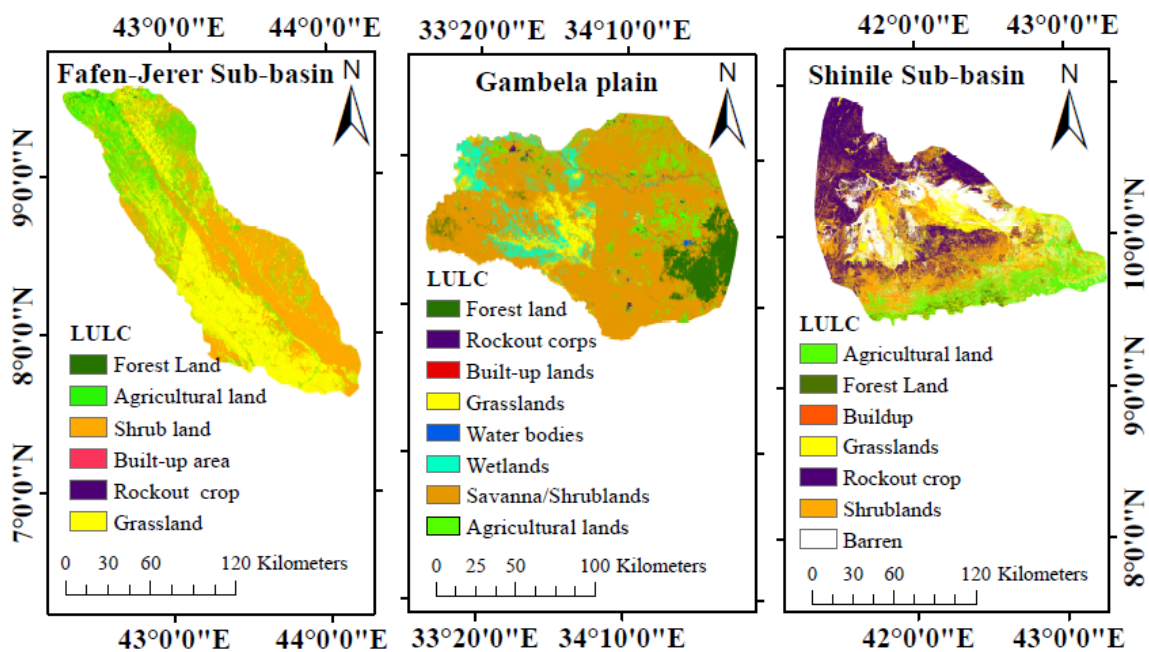 43°0'0"E 44°0'0"E
Fafen-Jerer Sub-basin
N
9°0'0"N
8°0'0"N
7°0'0"N
LULC
Forest Land
Agricultural land
Shrub land
Built-up area
Rockout crop
Grassland
0 30 60 120 Kilometers
43°0'0"E 44°0'0"E
33°20'0"E 34°10'0"E
Gambela plain
N
LULC
Forest land
Rockout corps
Built-up lands
Grasslands
Water bodies
Wetlands
Savanna/Shrublands
Agricultural lands
0 25 50 100 Kilometers
33°20'0"E 34°10'0"E
42°0'0"E 43°0'0"E
Shinile Sub-basin
N
10°0'0"N
9°0'0"N
8°0'0"N
LULC
Agricultural land
Forest Land
Buildup
Grasslands
Rockout crop
Shrublands
Barren
0 30 60 120 Kilometers
42°0'0"E 43°0'0"E